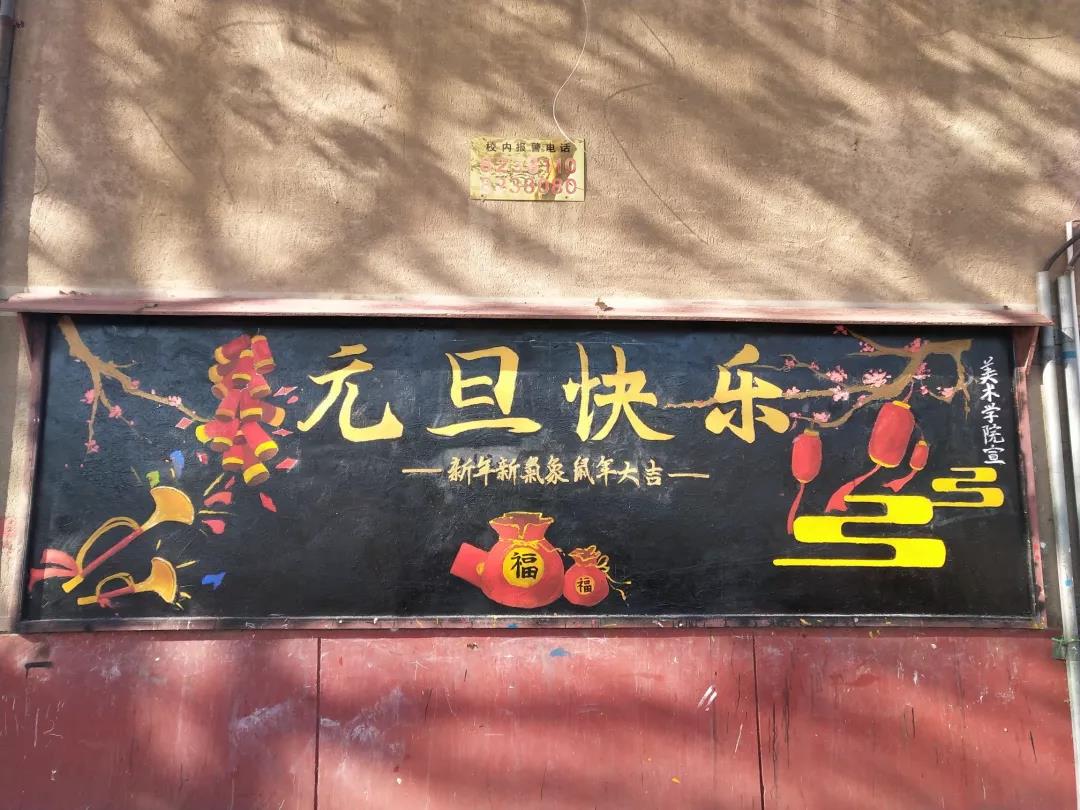 校内报警电话
元旦快乐
新年新氣象鼠年大吉
福
福
美术学院宣